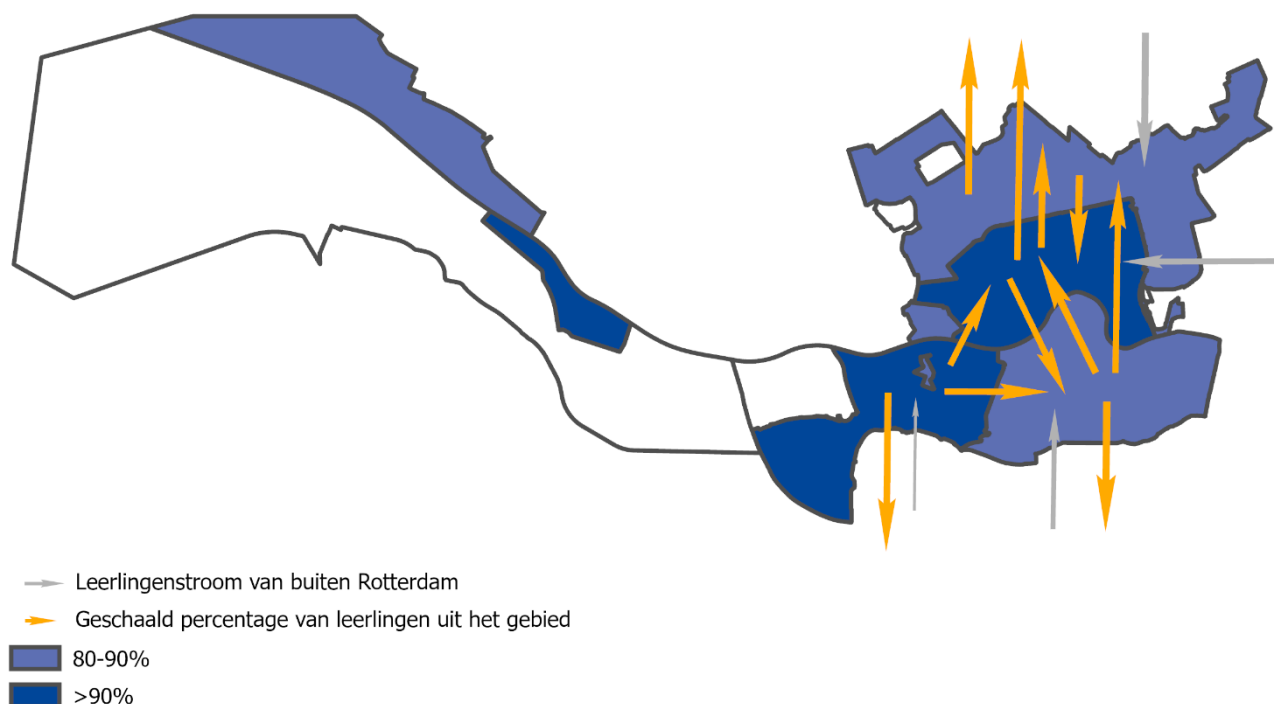 Leerlingenstroom van buiten Rotterdam
Geschaald percentage van leerlingen uit het gebied
80-90%
>90%